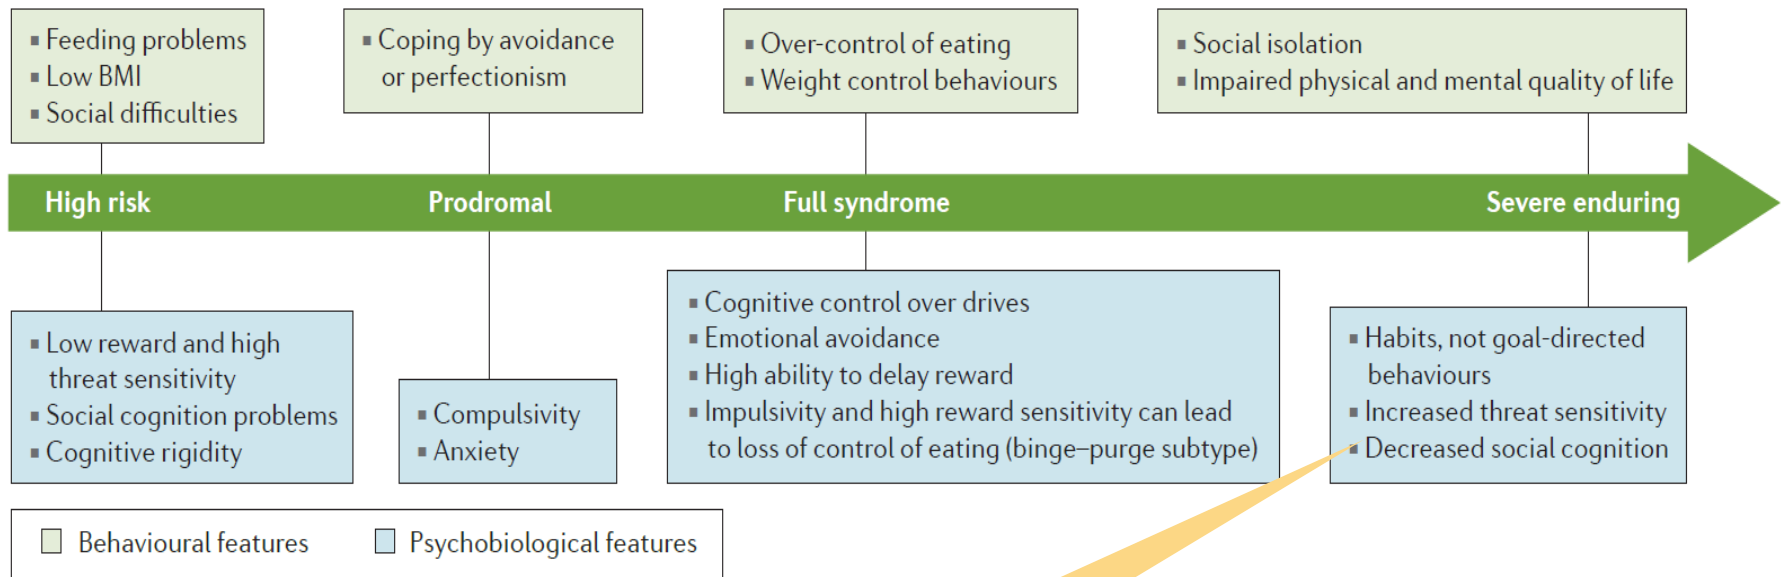 ▪ Feeding problems
▪ Low BMI
▪ Social difficulties
▪ Coping by avoidance
or perfectionism
▪ Over-control of eating
▪ Weight control behaviours
▪ Social isolation
▪ Impaired physical and mental quality of life
High risk
Prodromal
Full syndrome
Severe enduring
▪ Low reward and high
threat sensitivity
▪ Social cognition problems
▪ Cognitive rigidity
▪ Compulsivity
▪ Anxiety
▪ Cognitive control over drives
▪ Emotional avoidance
▪ High ability to delay reward
▪ Impulsivity and high reward sensitivity can lead
to loss of control of eating (binge–purge subtype)
▪ Habits, not goal-directed
behaviours
▪ Increased threat sensitivity
▪ Decreased social cognition
Behavioural features
Psychobiological features